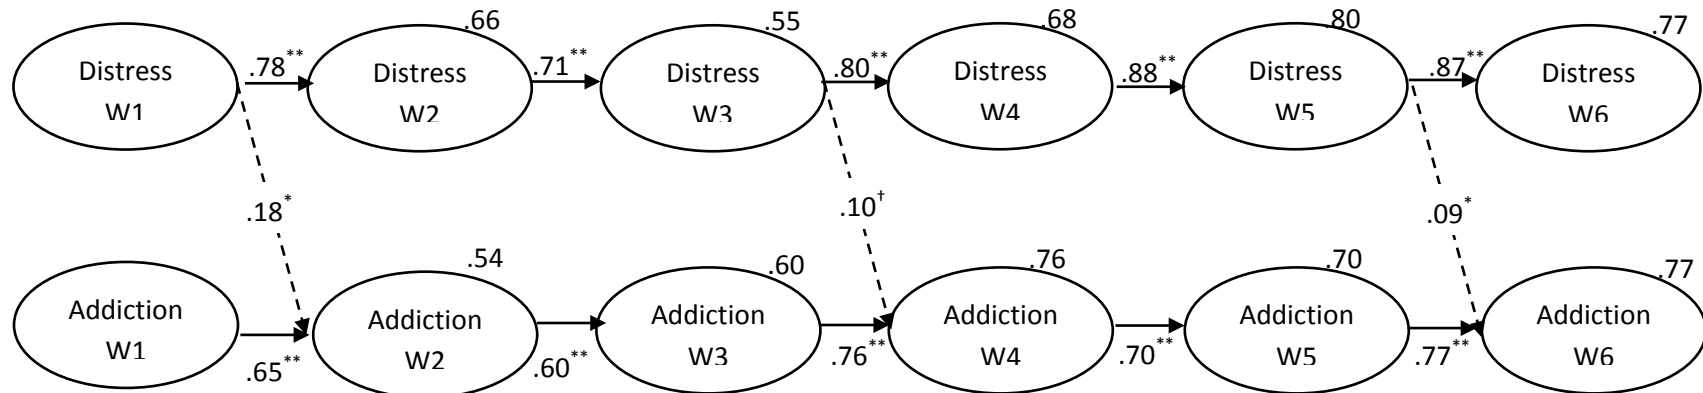 .66 .55 .68 .80 .77
.78** .71** .80** .88** .87**
Distress Distress Distress Distress Distress Distress
W1 W2 W3 W4 W5 W6
.18* .10† .09*
.54 .60 .76 .70 .77
Addiction Addiction Addiction Addiction Addiction Addiction
W1 W2 W3 W4 W5 W6
.65** .60** .76** .70** .77**